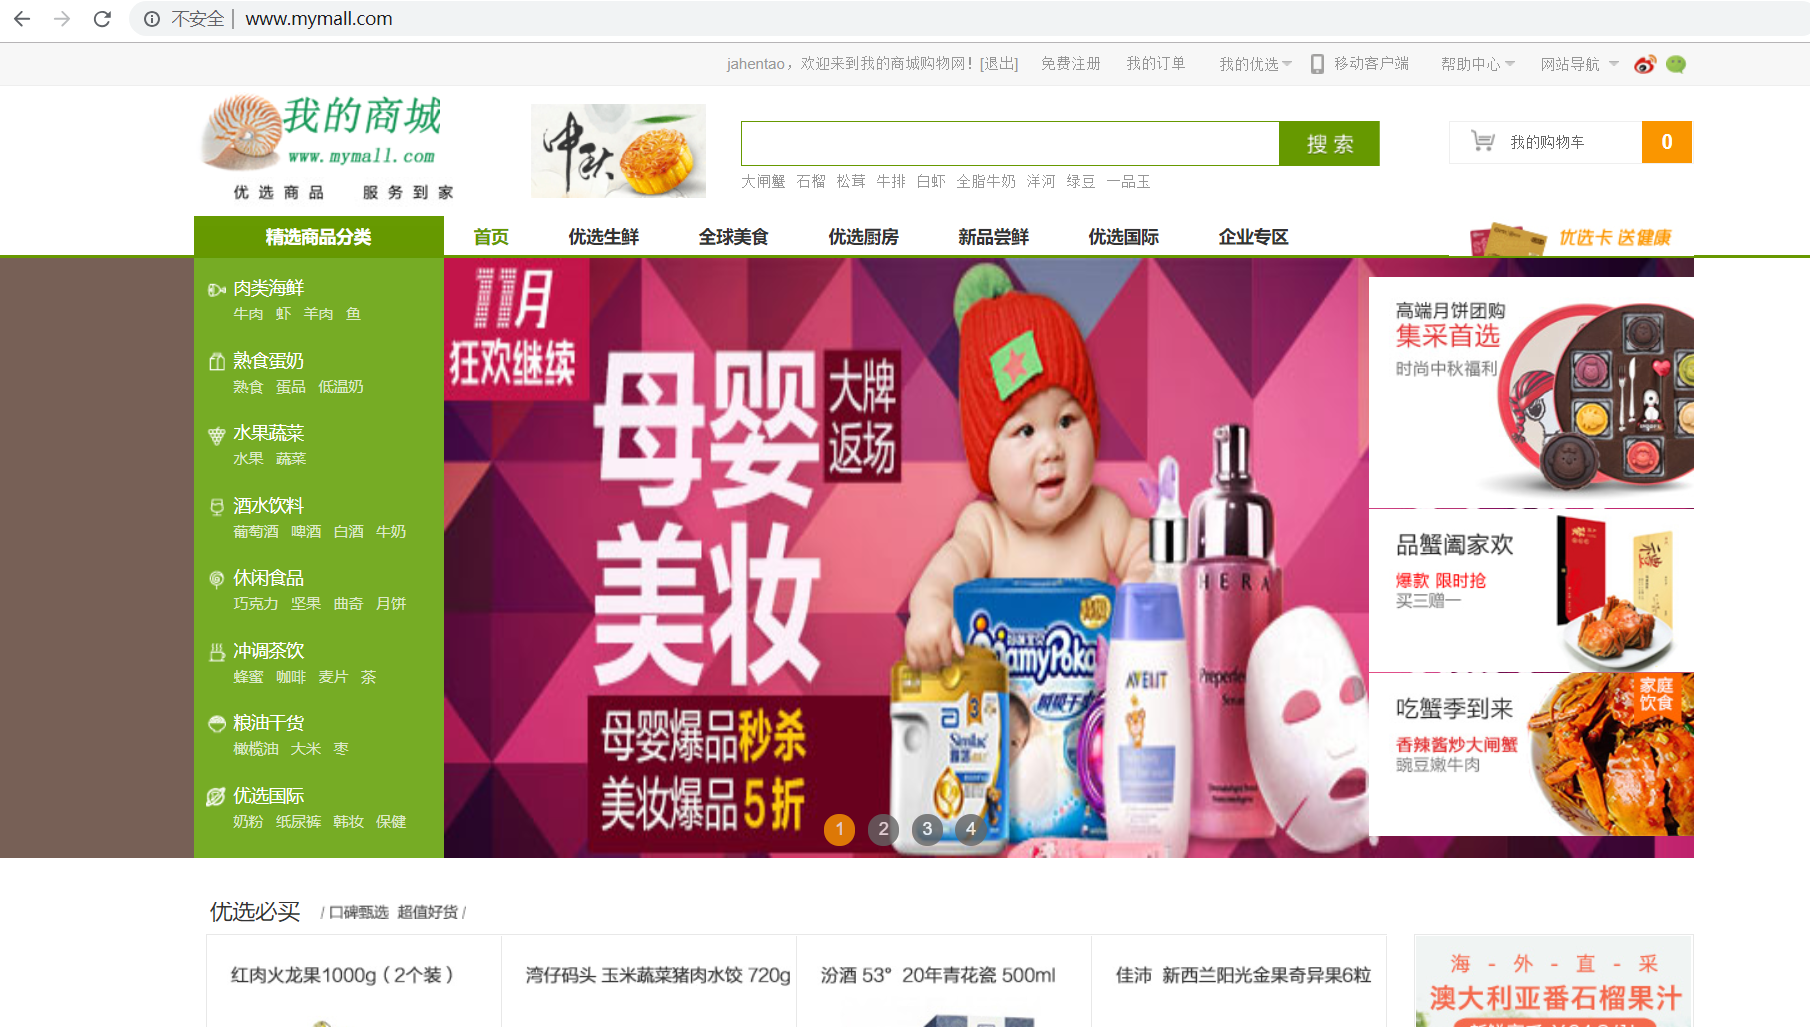 不安全 | www.mymall.com
jahentao，欢迎来到我的商城购物网！[退出] 免费注册 我的订单 我的优选 移动客户端 帮助中心 网站导航
我的商城
www.mymall.com
优选商品 服务到家
中秋
搜 索
我的购物车 0
大闸蟹 石榴 松茸 牛排 白虾 全脂牛奶 洋河 绿豆 一品玉
精选商品分类 首页 优选生鲜 全球美食 优选厨房 新品尝鲜 优选国际 企业专区 优选卡 送健康
肉类海鲜
牛肉 虾 羊肉 鱼
熟食蛋奶
熟食 蛋品 低温奶
水果蔬菜
水果 蔬菜
酒水饮料
葡萄酒 啤酒 白酒 牛奶
休闲食品
巧克力 坚果 曲奇 月饼
冲调茶饮
蜂蜜 咖啡 麦片 茶
粮油干货
橄榄油 大米 枣
优选国际
奶粉 纸尿裤 韩妆 保健
11月
狂欢继续
母婴
大牌
返场
美妆
母婴爆品秒杀
美妆爆品5折
HERA
AVENT
Similac
1 2 3 4
高端月饼团购
集采首选
时尚中秋福利
品蟹阖家欢
爆款 限时抢
买三赠一
家庭
饮食
吃蟹季到来
香辣酱炒大闸蟹
豌豆嫩牛肉
优选必买 / 口碑甄选 超值好货 /
红肉火龙果1000g（2个装）
湾仔码头 玉米蔬菜猪肉水饺 720g
汾酒 53° 20年青花瓷 500ml
佳沛 新西兰阳光金果奇异果6粒
海 - 外 - 直 - 采
澳大利亚番石榴果汁